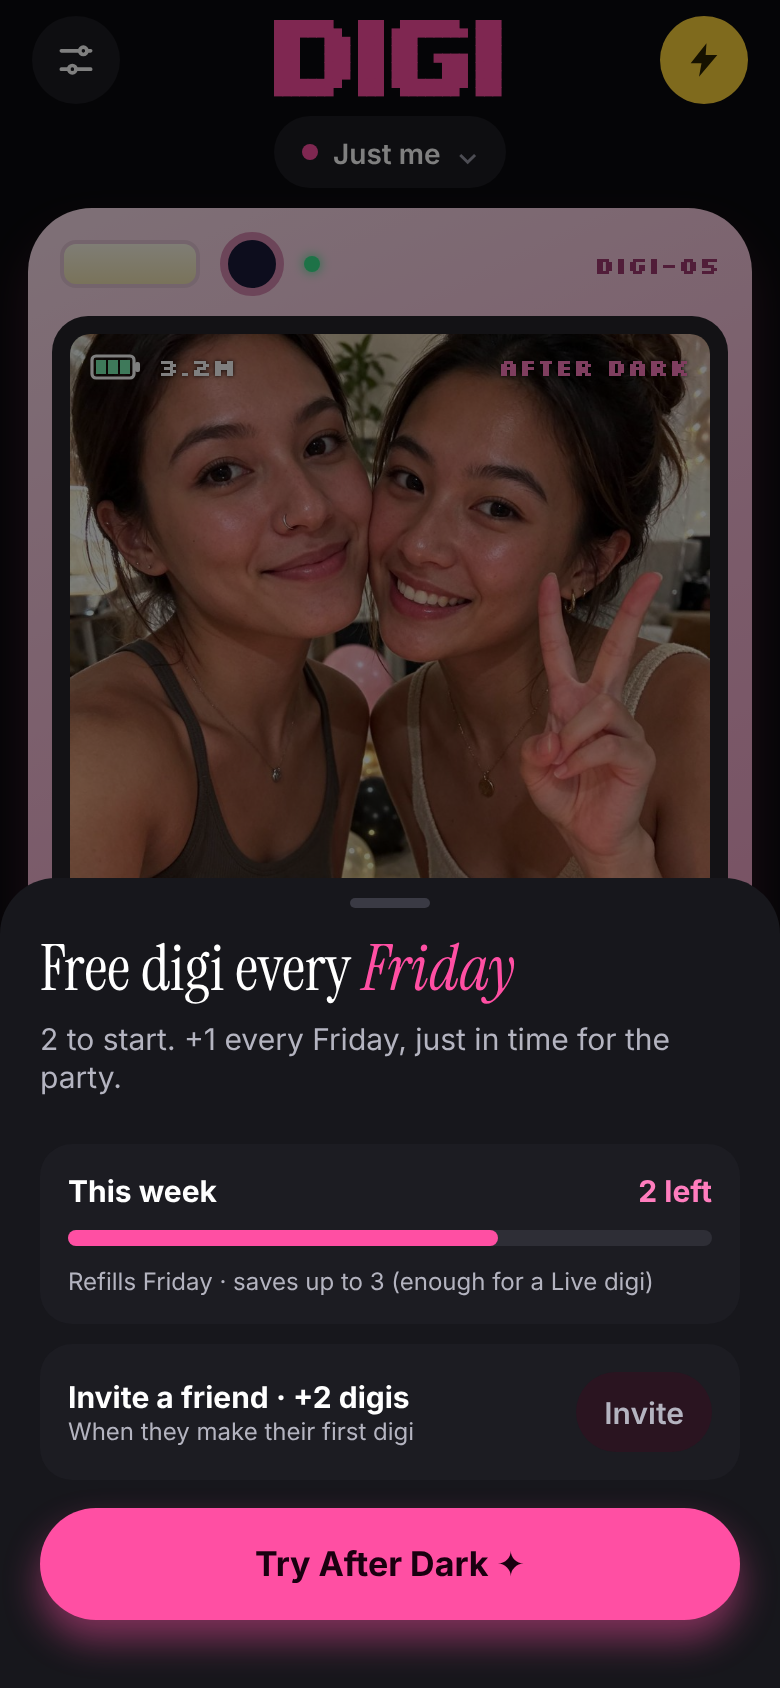 DIGI
Just me
DIGI-05
3.2M
AFTER DARK
Free digi every Friday
2 to start. +1 every Friday, just in time for the
party.
This week
2 left
Refills Friday · saves up to 3 (enough for a Live digi)
Invite a friend · +2 digis
When they make their first digi
Invite
Try After Dark ✦